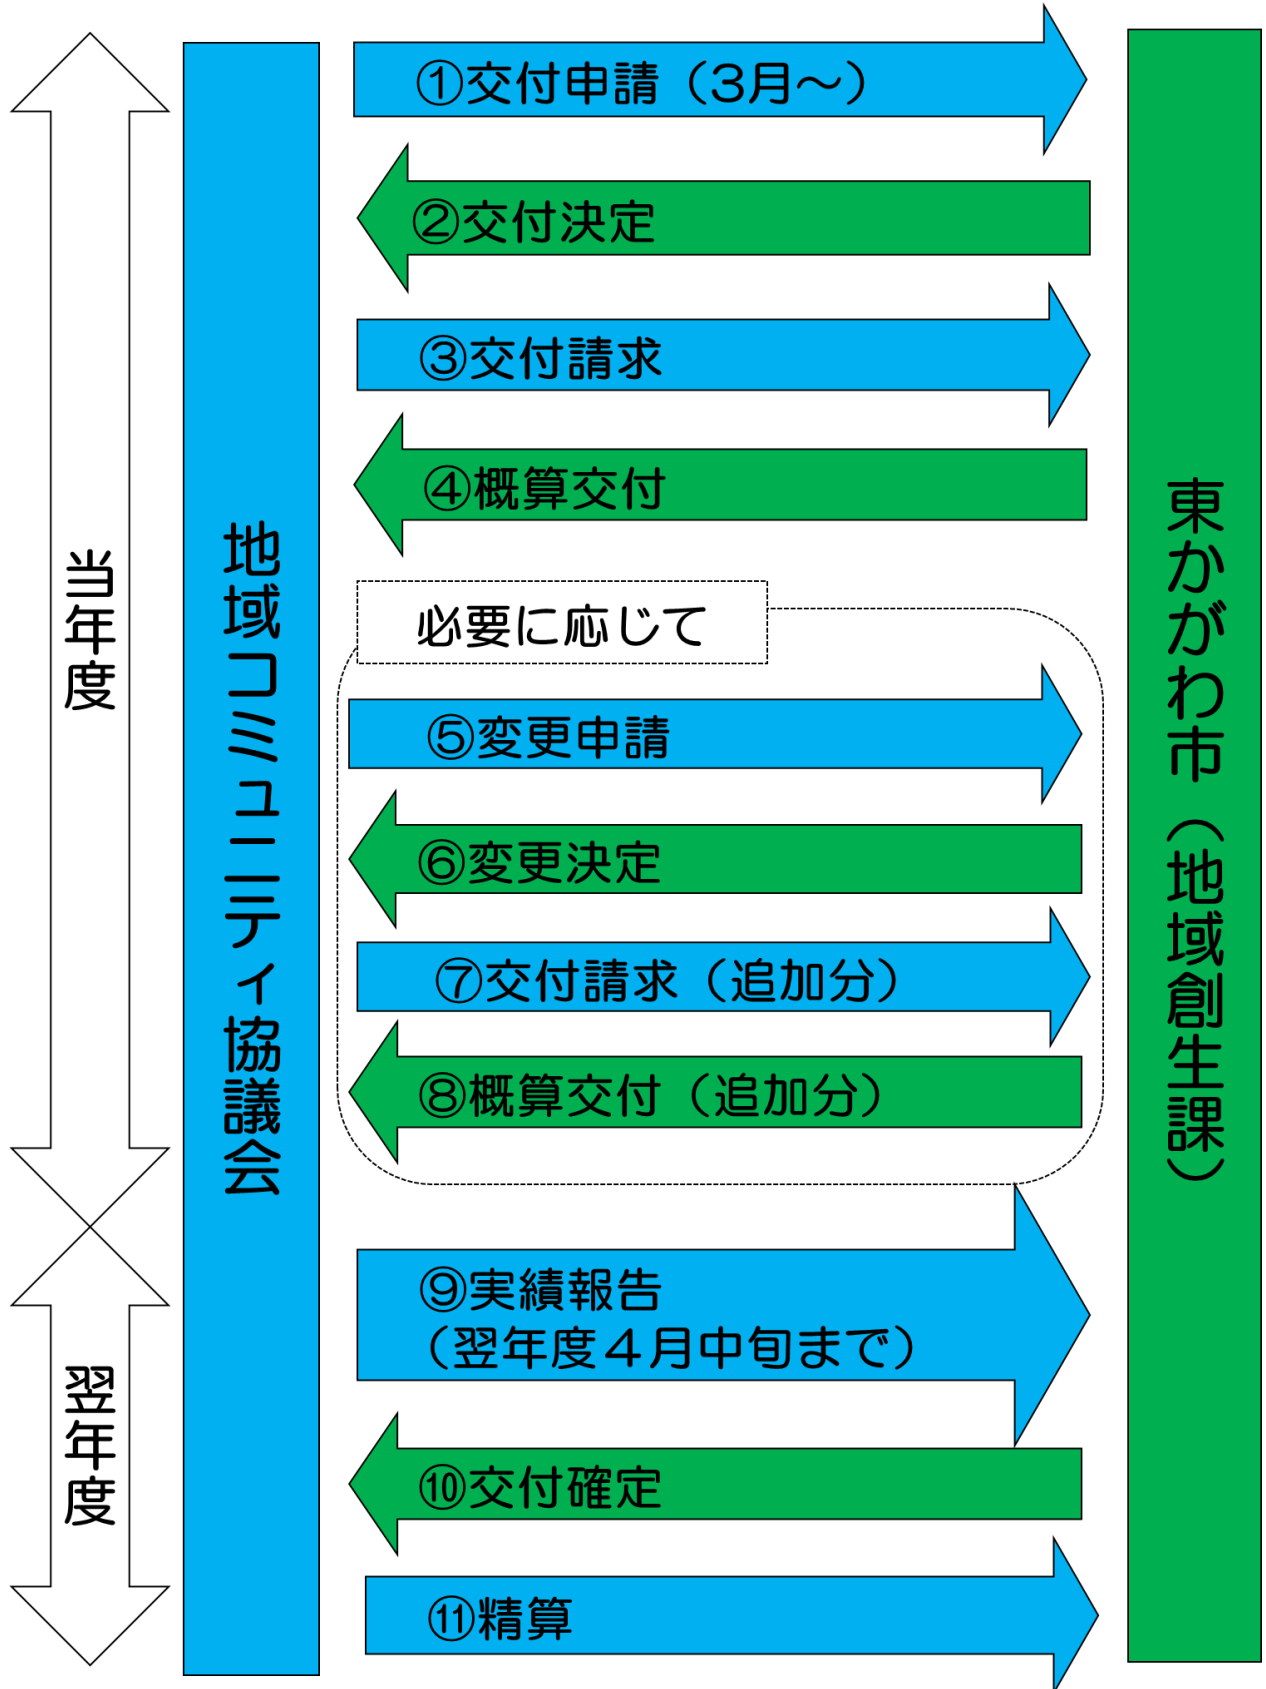 当年度
翌年度
地域コミュニティ協議会
①交付申請（３月～）
②交付決定
③交付請求
④概算交付
必要に応じて
⑤変更申請
⑥変更決定
⑦交付請求（追加分）
⑧概算交付（追加分）
⑨実績報告
（翌年度４月中旬まで）
⑩交付確定
⑪精算
東かがわ市（地域創生課）